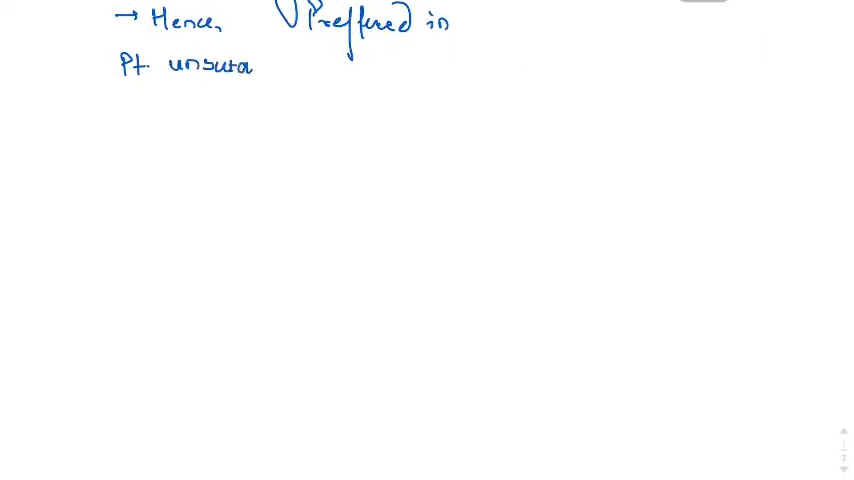 → Hence, Preffered in
Pt. unsuta